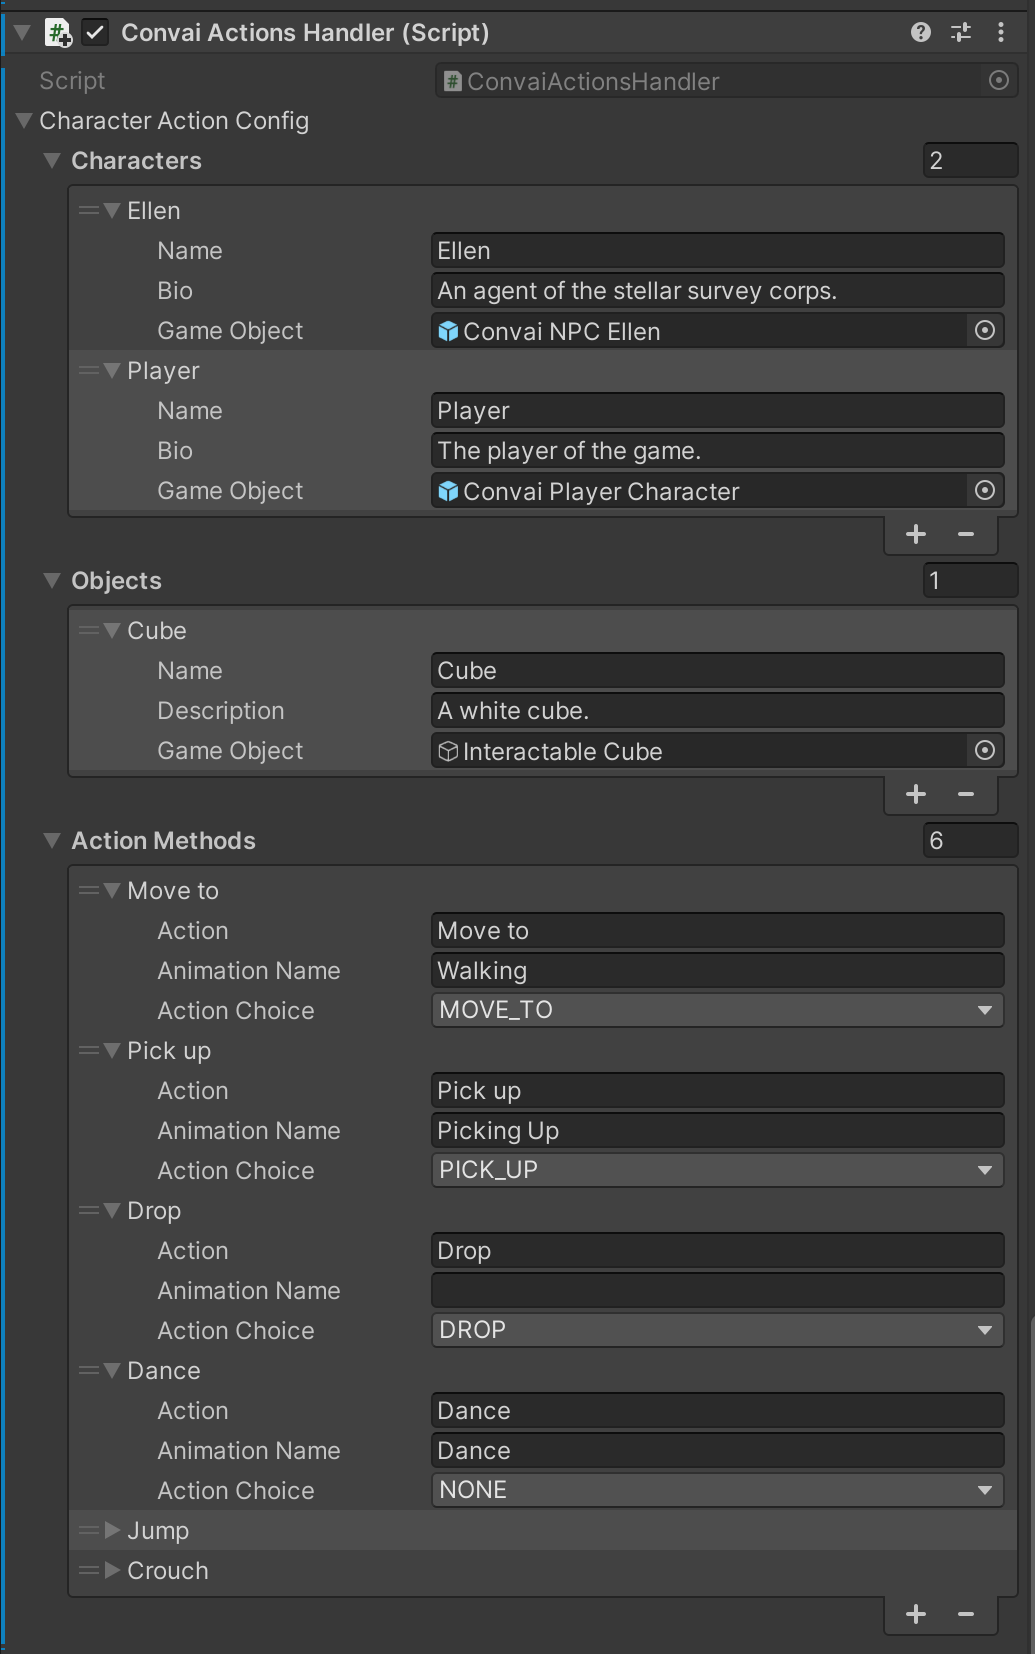 Convai Actions Handler (Script)
Script ConvaiActionsHandler
Character Action Config
Characters 2
Ellen
Name Ellen
Bio An agent of the stellar survey corps.
Game Object Convai NPC Ellen
Player
Name Player
Bio The player of the game.
Game Object Convai Player Character
Objects 1
Cube
Name Cube
Description A white cube.
Game Object Interactable Cube
Action Methods 6
Move to
Action Move to
Animation Name Walking
Action Choice MOVE_TO
Pick up
Action Pick up
Animation Name Picking Up
Action Choice PICK_UP
Drop
Action Drop
Animation Name
Action Choice DROP
Dance
Action Dance
Animation Name Dance
Action Choice NONE
Jump
Crouch